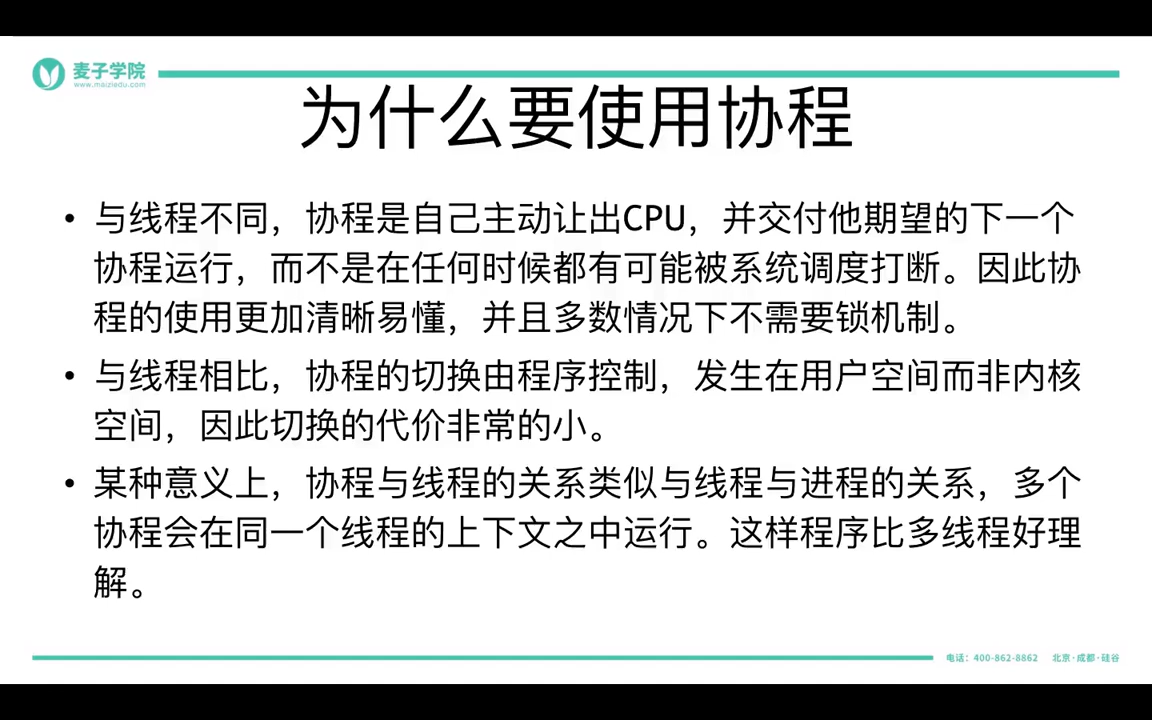 麦子学院
www.maiziedu.com
为什么要使用协程
• 与线程不同，协程是自己主动让出CPU，并交付他期望的下一个
协程运行，而不是在任何时候都有可能被系统调度打断。因此协
程的使用更加清晰易懂，并且多数情况下不需要锁机制。
• 与线程相比，协程的切换由程序控制，发生在用户空间而非内核
空间，因此切换的代价非常的小。
• 某种意义上，协程与线程的关系类似与线程与进程的关系，多个
协程会在同一个线程的上下文之中运行。这样程序比多线程好理
解。
电话：400-862-8862 北京·成都·硅谷